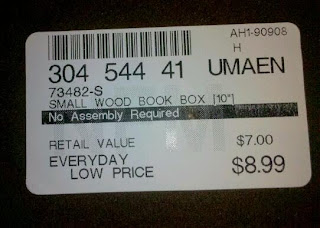 AH1-90908
H
304 544 41 UMAEN
73482-S
SMALL WOOD BOOK BOX [10"]
No Assembly Required
RETAIL VALUE $7.00
EVERYDAY
LOW PRICE $8.99